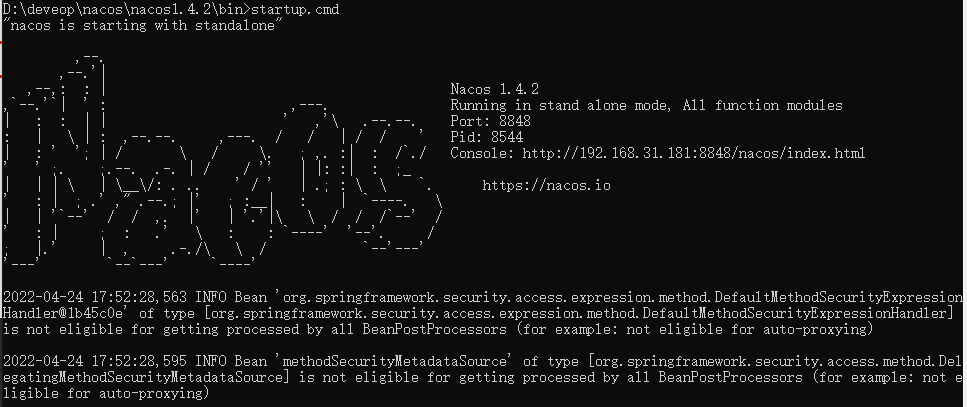 D:\deveop\nacos\nacos1.4.2\bin>startup.cmd
"nacos is starting with standalone"
Nacos 1.4.2
Running in stand alone mode, All function modules
Port: 8848
Pid: 8544
Console: http://192.168.31.181:8848/nacos/index.html
https://nacos.io
2022-04-24 17:52:28,563 INFO Bean 'org.springframework.security.access.expression.method.DefaultMethodSecurityExpression
Handler@1b45c0e' of type [org.springframework.security.access.expression.method.DefaultMethodSecurityExpressionHandler]
is not eligible for getting processed by all BeanPostProcessors (for example: not eligible for auto-proxying)
2022-04-24 17:52:28,595 INFO Bean 'methodSecurityMetadataSource' of type [org.springframework.security.access.method.Del
egatingMethodSecurityMetadataSource] is not eligible for getting processed by all BeanPostProcessors (for example: not e
ligible for auto-proxying)